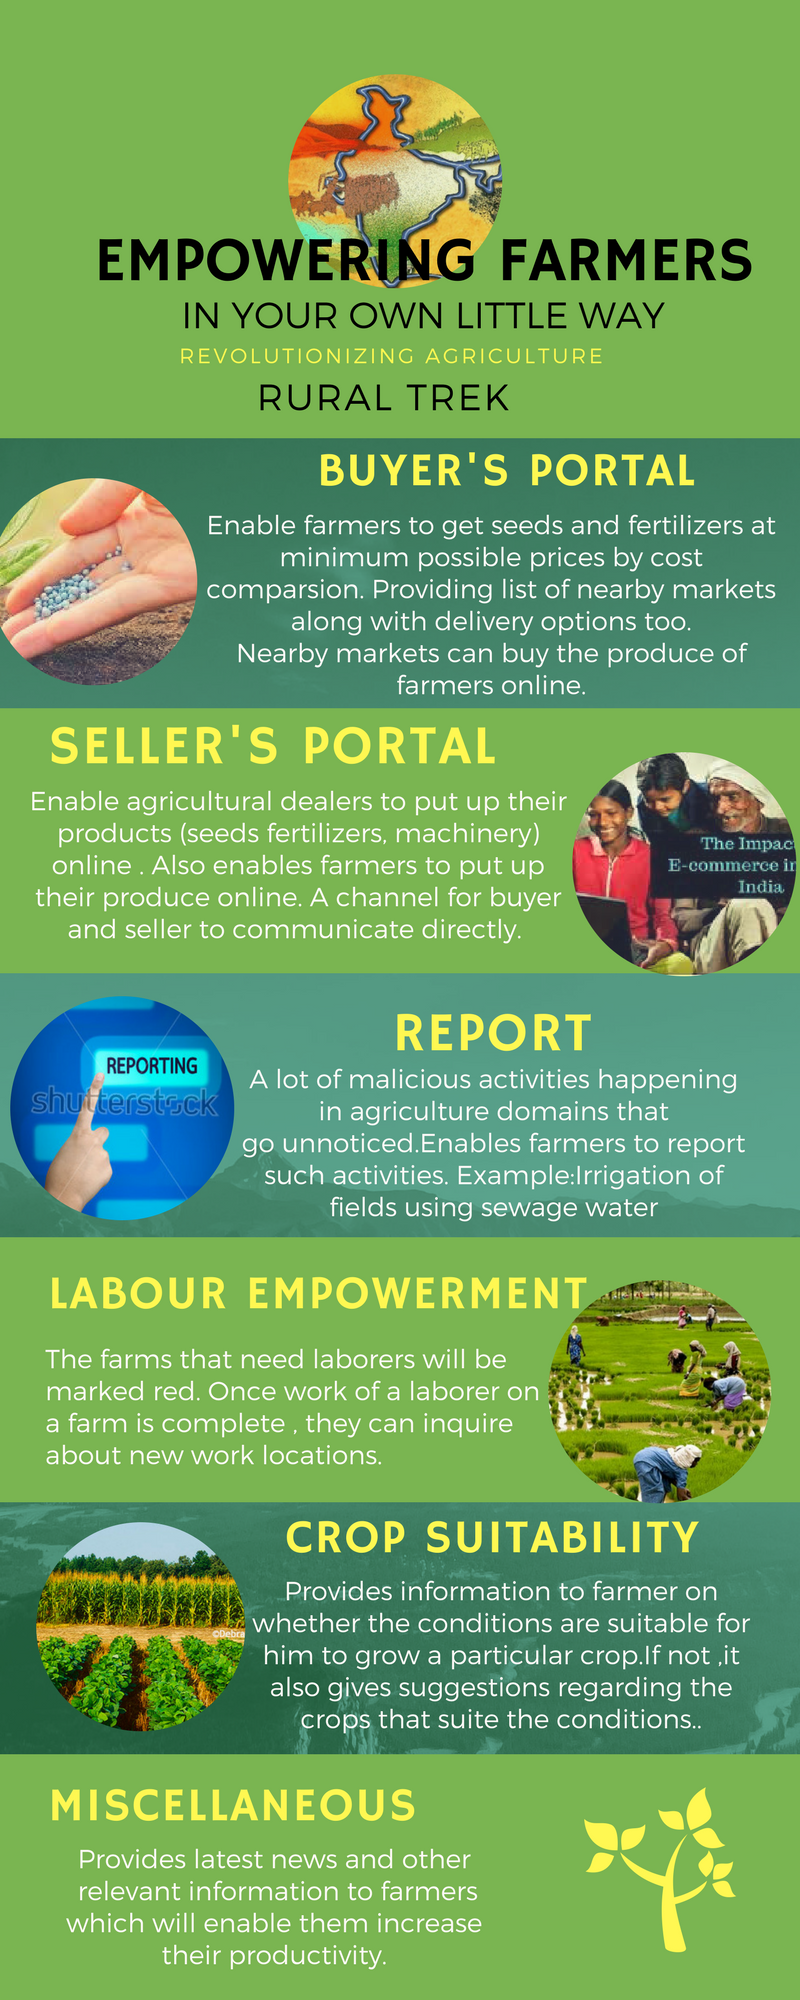 EMPOWERING FARMERS
IN YOUR OWN LITTLE WAY
REVOLUTIONIZING AGRICULTURE
RURAL TREK
BUYER'S PORTAL
Enable farmers to get seeds and fertilizers at
minimum possible prices by cost
comparsion. Providing list of nearby markets
along with delivery options too.
Nearby markets can buy the produce of
farmers online.
SELLER'S PORTAL
Enable agricultural dealers to put up their
products (seeds fertilizers, machinery)
online . Also enables farmers to put up
their produce online. A channel for buyer
and seller to communicate directly.
The Impac
E-commerce in
India
REPORTING
shutterstock
REPORT
A lot of malicious activities happening
in agriculture domains that
go unnoticed.Enables farmers to report
such activities. Example:Irrigation of
fields using sewage water
LABOUR EMPOWERMENT
The farms that need laborers will be
marked red. Once work of a laborer on
a farm is complete , they can inquire
about new work locations.
CROP SUITABILITY
©Debra
Provides information to farmer on
whether the conditions are suitable for
him to grow a particular crop.If not ,it
also gives suggestions regarding the
crops that suite the conditions..
MISCELLANEOUS
Provides latest news and other
relevant information to farmers
which will enable them increase
their productivity.